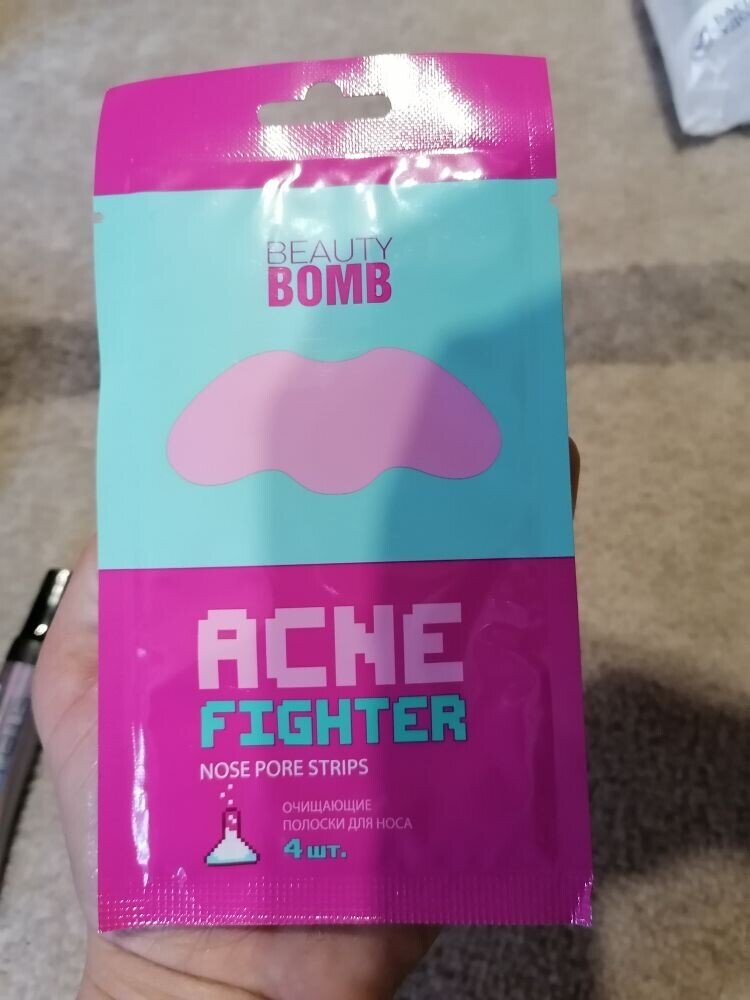 BEAUTY
BOMB
ACNE
FIGHTER
NOSE PORE STRIPS
ОЧИЩАЮЩИЕ
ПОЛОСКИ ДЛЯ НОСА
4 шт.